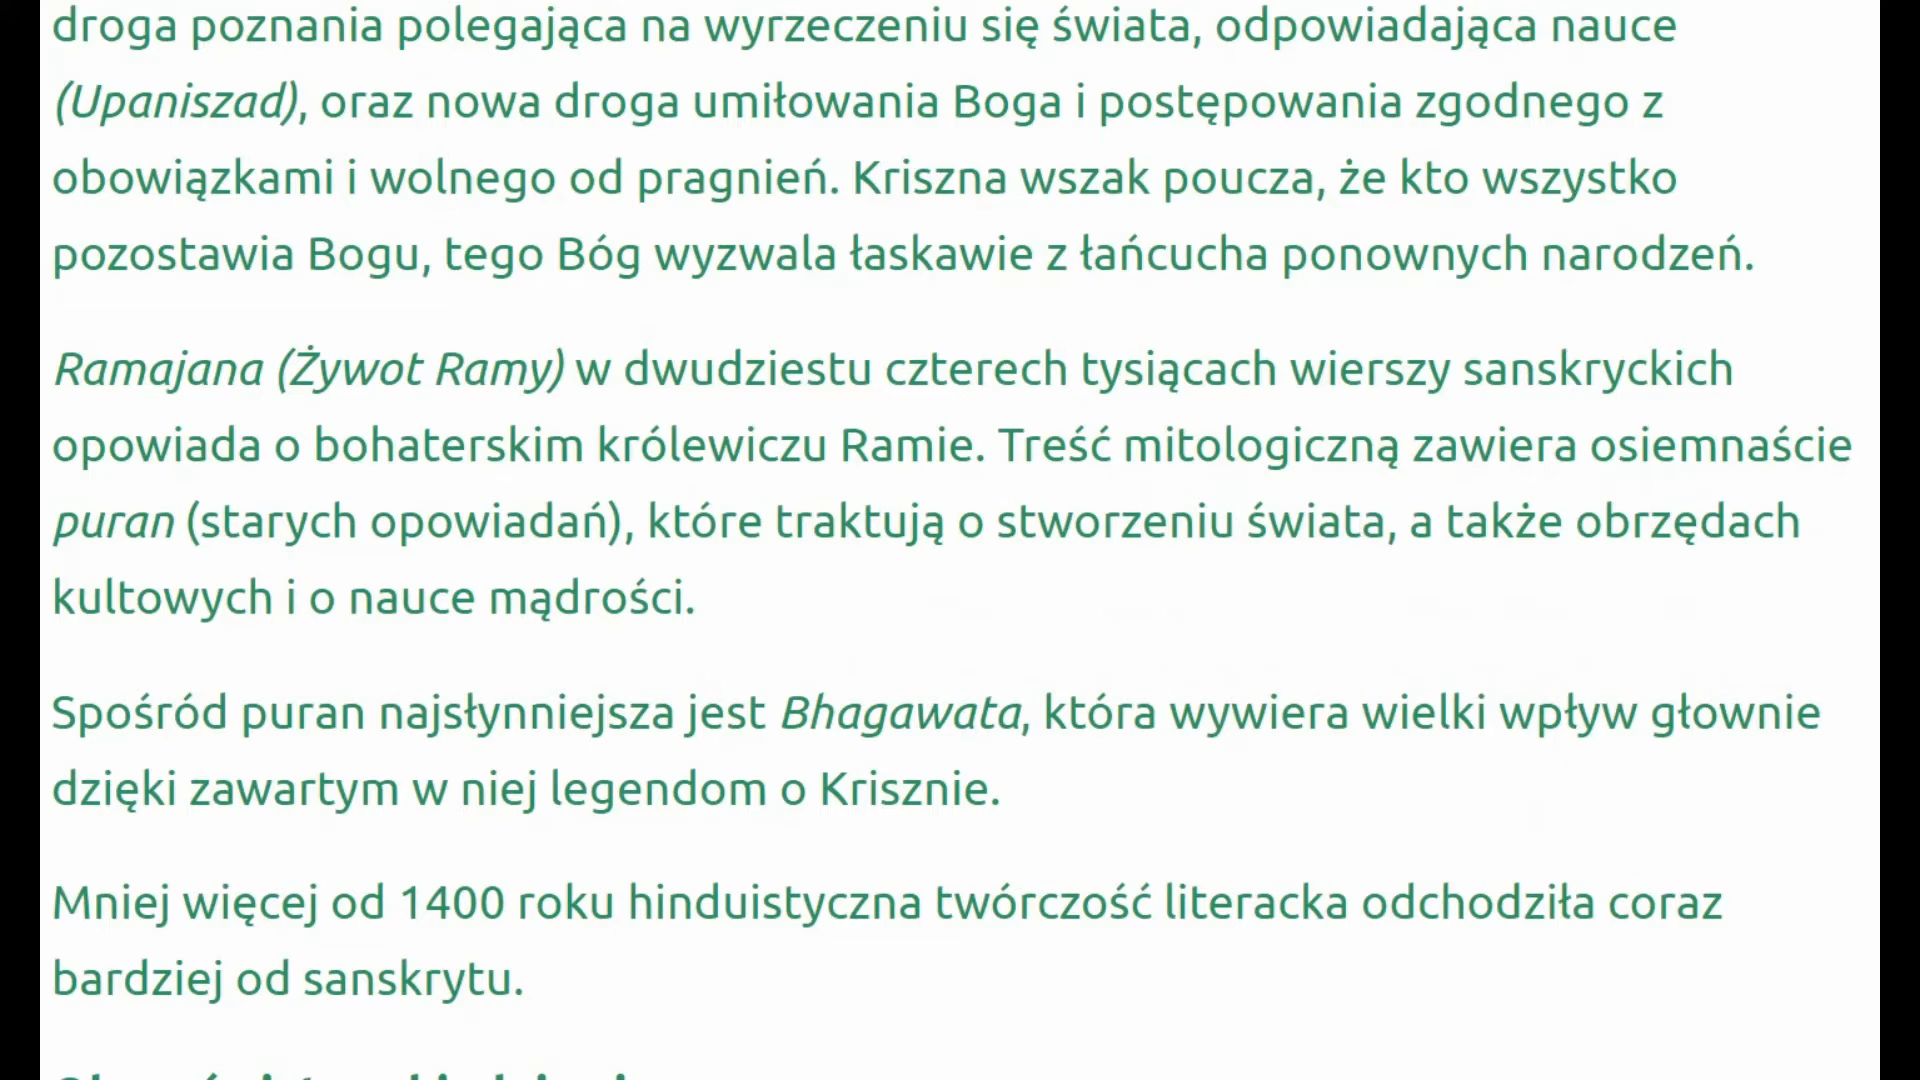 droga poznania polegająca na wyrzeczeniu się świata, odpowiadająca nauce
(Upaniszad), oraz nowa droga umiłowania Boga i postępowania zgodnego z
obowiązkami i wolnego od pragnień. Kriszna wszak poucza, że kto wszystko
pozostawia Bogu, tego Bóg wyzwala łaskawie z łańcucha ponownych narodzeń.
Ramajana (Żywot Ramy) w dwudziestu czterech tysiącach wierszy sanskryckich
opowiada o bohaterskim królewiczu Ramie. Treść mitologiczną zawiera osiemnaście
puran (starych opowiadań), które traktują o stworzeniu świata, a także obrzędach
kultowych i o nauce mądrości.
Spośród puran najsłynniejsza jest Bhagawata, która wywiera wielki wpływ głownie
dzięki zawartym w niej legendom o Krisznie.
Mniej więcej od 1400 roku hinduistyczna twórczość literacka odchodziła coraz
bardziej od sanskrytu.